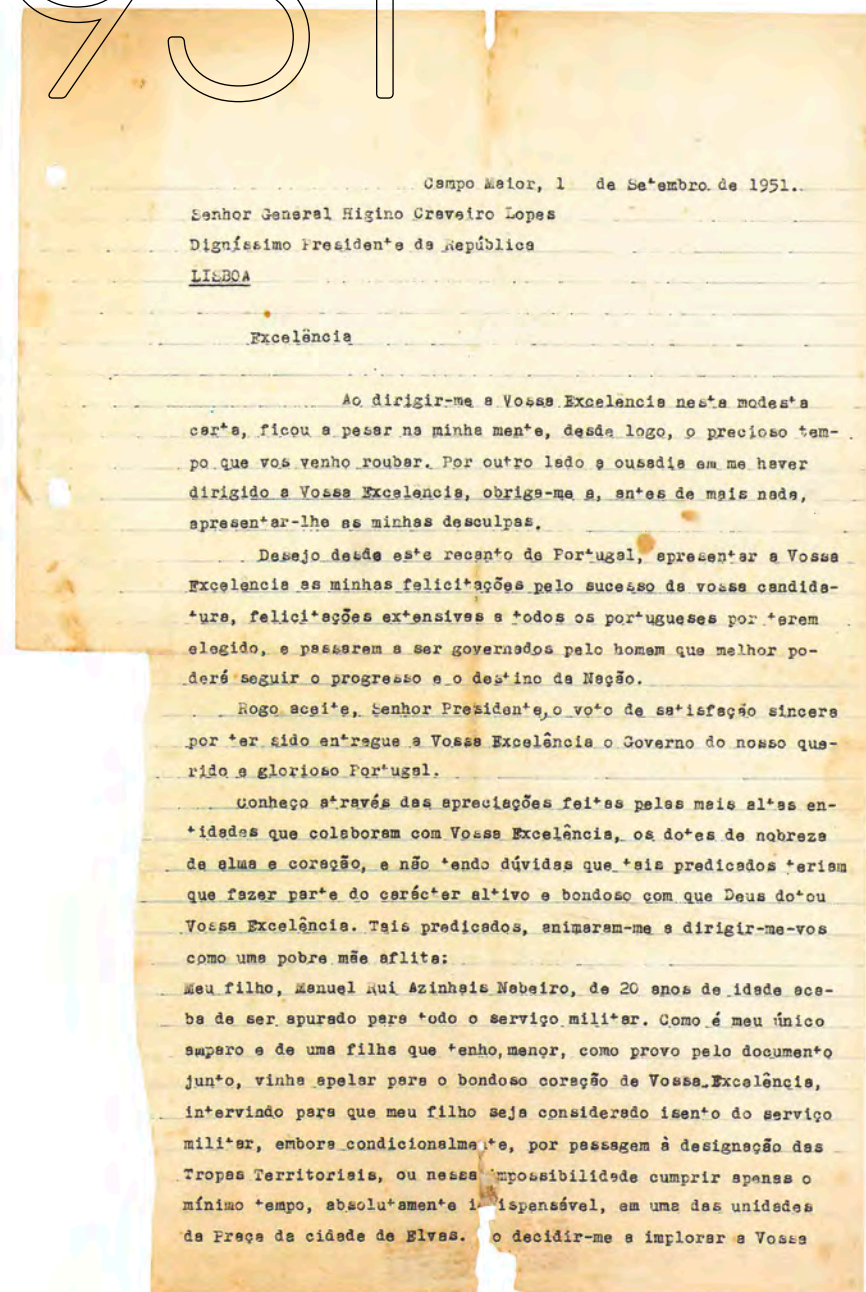 951
Campo Maior, 1 de Setembro de 1951.
Senhor General Higino Craveiro Lopes
Digníssimo Presidente da República
LISBOA
Excelência
Ao dirigir-me a Vossa Excelencia nesta modesta
carta, ficou a pesar na minha mente, desde logo, o precioso tem-
po que vos venho roubar. Por outro lado a ousadia em me haver
dirigido a Vossa Excelencia, obriga-me a, antes de mais nada,
apresentar-lhe as minhas desculpas.
Desejo desde este recanto de Portugal, apresentar a Vossa
Excelencia as minhas felicitações pelo sucesso da vossa candida-
tura, felicitações extensivas a todos os portugueses por terem
elegido, e passarem a ser governados pelo homem que melhor po-
derá seguir o progresso e o destino da Nação.
Rogo aceite, Senhor Presidente,o voto de satisfação sincera
por ter sido entregue a Vossa Excelência o Governo do nosso que-
rido e glorioso Portugal.
Conheço através das apreciações feitas pelas mais altas en-
tidades que colaboram com Vossa Excelência, os dotes de nobreza
de alma e coração, e não tendo dúvidas que tais predicados teriam
que fazer parte do carácter altivo e bondoso com que Deus dotou
Vossa Excelência. Tais predicados, animaram-me a dirigir-me-vos
como uma pobre mãe aflita:
Meu filho, Manuel Rui Azinhais Nabeiro, de 20 anos de idade aca-
ba de ser apurado para todo o serviço militar. Como é meu único
amparo e de uma filha que tenho,menor, como provo pelo documento
junto, vinha apelar para o bondoso coração de Vossa Excelência,
intervindo para que meu filho seja considerado isento do serviço
militar, embora condicionalmente, por passagem à designação das
Tropas Territoriais, ou nessa impossibilidade cumprir apenas o
mínimo tempo, absolutamente indispensável, em uma das unidades
da Praça da cidade de Elvas. o decidir-me a implorar a Vossa